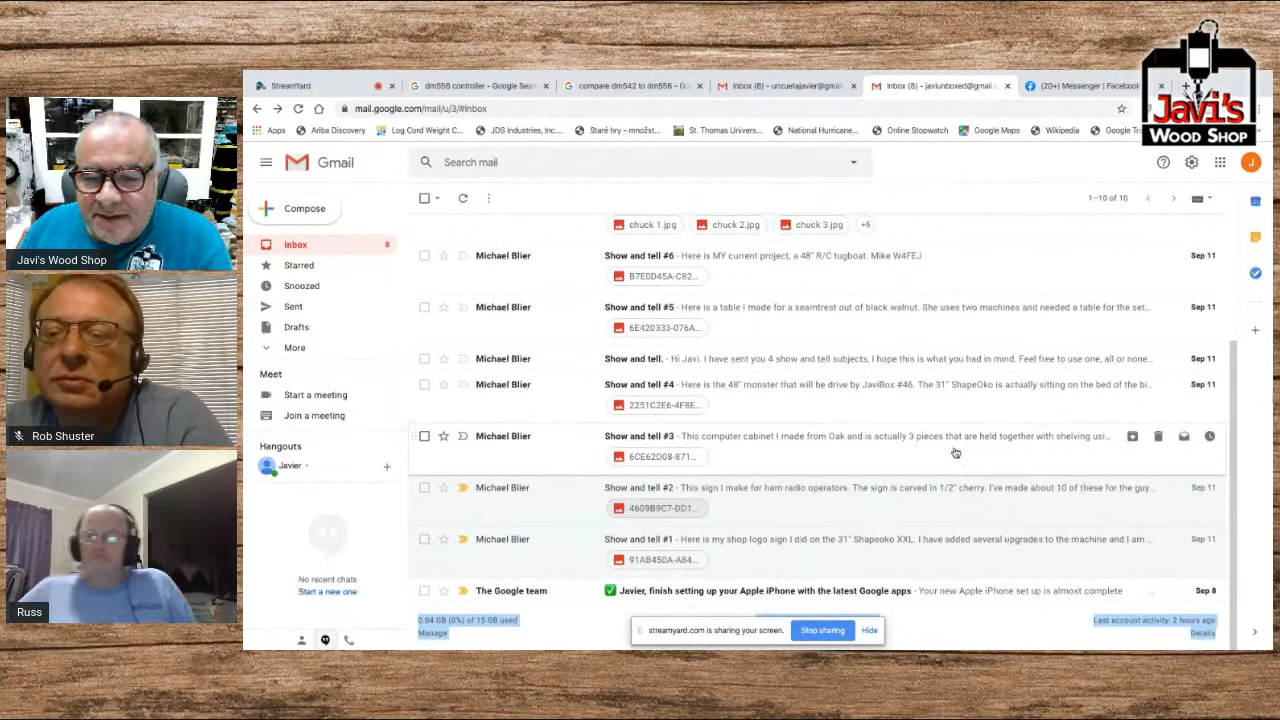 Javi's
WOOD SHOP
StreamYard
dm556 controller - Google Sear
compare dm542 to dm556 - Go
Inbox (8) - unzuetajavier@gmail
Inbox (8) - javiunboxed@gmail.c
(20+) Messenger | Facebook
mail.google.com/mail/u/3/#inbox
Apps
Ariba Discovery
Log Cord Weight C...
JDS Industries, Inc....
Staré hry – množst...
St. Thomas Univers...
National Hurricane...
Online Stopwatch
Google Maps
Wikipedia
Google Tra
Gmail
Search mail
J
Compose
1–10 of 10
Inbox
8
Starred
Snoozed
Sent
Drafts
More
Meet
Start a meeting
Join a meeting
Hangouts
Javier
No recent chats
Start a new one
chuck 1.jpg
chuck 2.jpg
chuck 3.jpg
+5
Michael Blier Show and tell #6 - Here is MY current project, a 48" R/C tugboat. Mike W4FEJ Sep 11
B7E0D45A-C82...
Michael Blier Show and tell #5 - Here is a table I made for a seamtrest out of black walnut. She uses two machines and needed a table for the set... Sep 11
6E420333-076A...
Michael Blier Show and tell. - Hi Javi. I have sent you 4 show and tell subjects, I hope this is what you had in mind. Feel free to use one, all or none... Sep 11
Michael Blier Show and tell #4 - Here is the 48" monster that will be drive by JaviBox #46. The 31" ShapeOko is actually sitting on the bed of the bi... Sep 11
2251C2E6-4F8E...
Michael Blier Show and tell #3 - This computer cabinet I made from Oak and is actually 3 pieces that are held together with shelving usi...
6CE62D08-871...
Michael Blier Show and tell #2 - This sign I make for ham radio operators. The sign is carved in 1/2" cherry. I've made about 10 of these for the guy... Sep 11
4609B9C7-DD1...
Michael Blier Show and tell #1 - Here is my shop logo sign I did on the 31" Shapeoko XXL. I have added several upgrades to the machine and I am ... Sep 11
91AB450A-A84...
The Google team Javier, finish setting up your Apple iPhone with the latest Google apps - Your new Apple iPhone set up is almost complete Sep 8
0.04 GB (0%) of 15 GB used
Manage
Last account activity: 2 hours ago
Details
streamyard.com is sharing your screen.
Stop sharing
Hide
Javi's Wood Shop
Rob Shuster
Russ